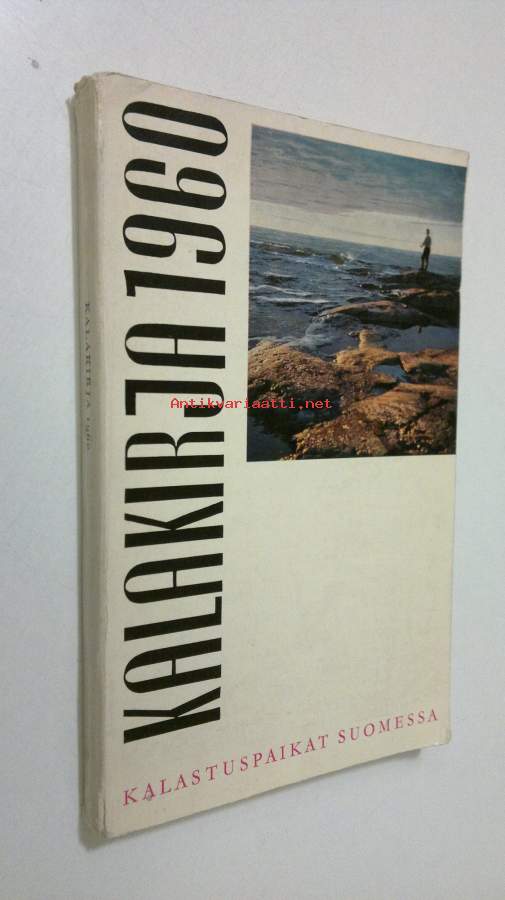 KALAKIRJA 1960
KALASTUSPAIKAT SUOMESSA
KALAKIRJA 1960
Antikvariaatti.net